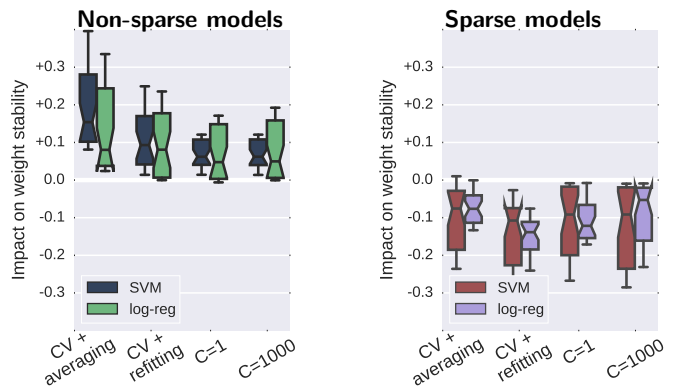 Non-sparse models
Impact on weight stability
+0.3
+0.2
+0.1
0.0
-0.1
-0.2
-0.3
SVM
log-reg
CV +
averaging
CV +
refitting
C=1
C=1000
Sparse models
Impact on weight stability
+0.3
+0.2
+0.1
0.0
-0.1
-0.2
-0.3
SVM
log-reg
CV +
averaging
CV +
refitting
C=1
C=1000